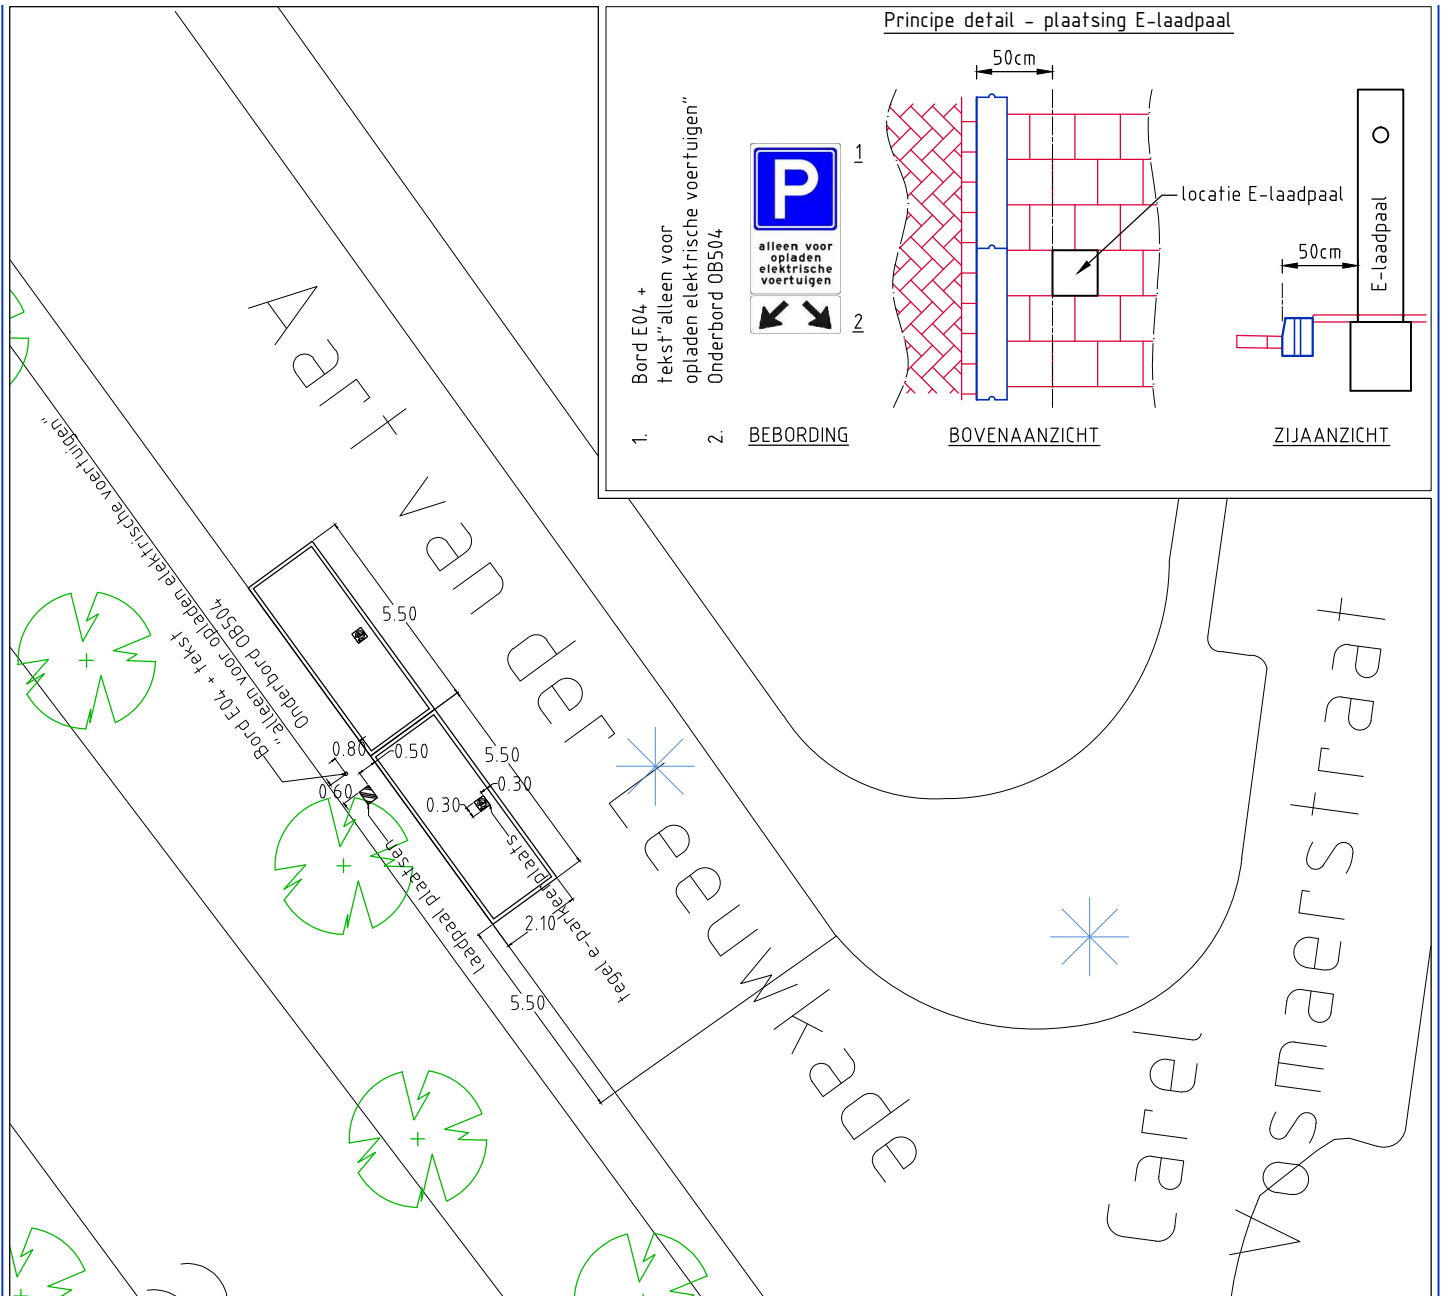 Principe detail - plaatsing E-laadpaal
1. Bord E04 +
tekst "alleen voor
opladen elektrische voertuigen"
2. Onderbord OB504
P
alleen voor
opladen
elektrische
voertuigen
1
2
BEBORDING
50cm
locatie E-laadpaal
BOVENAANZICHT
50cm
E-laadpaal
ZIJAANZICHT
Aart van der Leeuwkade
Carel
Vosmaerstraat
Bord E04 + tekst
"alleen voor opladen elektrische voertuigen"
Onderbord OB504
5.50
5.50
0.80
0.50
0.60
0.30
0.30
2.10
5.50
laadpaal plaatsen
tegel e-parkeerplaats